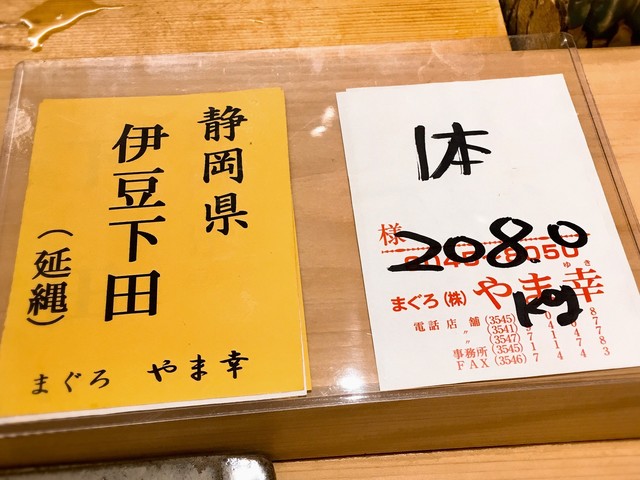 静岡県
伊豆下田
(延縄)
まぐろ やま幸
1本
様
208.0
kg
まぐろ(株) やま幸
ゆき
電話店舗(3545)
〃(3541)
〃(3547)
事務所(3545)
FAX(3546)